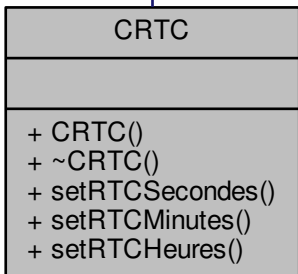 CRTC
+ CRTC()
+ ~CRTC()
+ setRTCSecondes()
+ setRTCMinutes()
+ setRTCHeures()